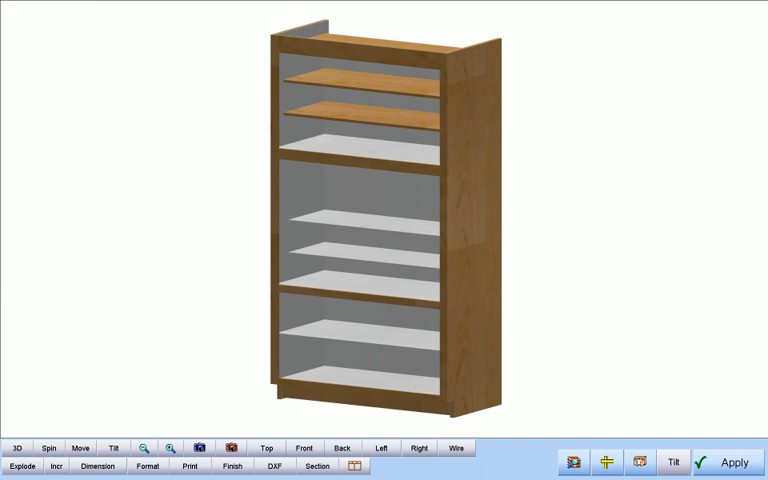 3D Spin Move Tilt Top Front Back Left Right Wire
Explode Incr Dimension Format Print Finish DXF Section
Tilt Apply